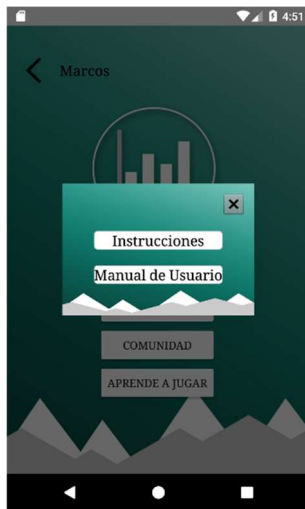 4:51
Marcos
Instrucciones
Manual de Usuario
COMUNIDAD
APRENDE A JUGAR